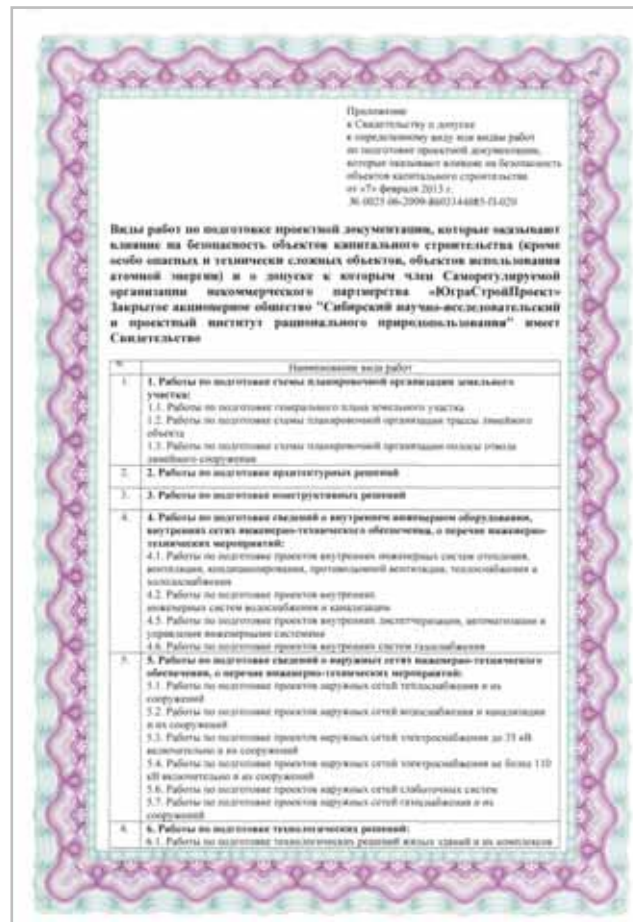 Приложение
к Свидетельству о допуске
к определенному виду или видам работ
по подготовке проектной документации,
которые оказывают влияние на безопасность
объектов капитального строительства
от «7» февраля 2013 г.
№ 0025.06-2009-8602144085-П-020
Виды работ по подготовке проектной документации, которые оказывают
влияние на безопасность объектов капитального строительства (кроме
особо опасных и технически сложных объектов, объектов использования
атомной энергии) и о допуске к которым член Саморегулируемой
организации некоммерческого партнерства «ЮграСтройПроект»
Закрытое акционерное общество "Сибирский научно-исследовательский
и проектный институт рационального природопользования" имеет
Свидетельство
Наименование вида работ
1. 1. Работы по подготовке схемы планировочной организации земельного
участка:
1.1. Работы по подготовке генерального плана земельного участка
1.2. Работы по подготовке схемы планировочной организации трассы линейного
объекта
1.3. Работы по подготовке схемы планировочной организации полосы отвода
линейного сооружения
2. 2. Работы по подготовке архитектурных решений
3. 3. Работы по подготовке конструктивных решений
4. 4. Работы по подготовке сведений о внутреннем инженерном оборудовании,
внутренних сетях инженерно-технического обеспечения, о перечне инженерно-
технических мероприятий:
4.1. Работы по подготовке проектов внутренних инженерных систем отопления,
вентиляции, кондиционирования, противодымной вентиляции, теплоснабжения и
холодоснабжения
4.2. Работы по подготовке проектов внутренних
инженерных систем водоснабжения и канализации
4.5. Работы по подготовке проектов внутренних диспетчеризации, автоматизации и
управления инженерными системами
4.6. Работы по подготовке проектов внутренних систем газоснабжения
5. 5. Работы по подготовке сведений о наружных сетях инженерно-технического
обеспечения, о перечне инженерно-технических мероприятий:
5.1. Работы по подготовке проектов наружных сетей теплоснабжения и их
сооружений
5.2. Работы по подготовке проектов наружных сетей водоснабжения и канализации
и их сооружений
5.3. Работы по подготовке проектов наружных сетей электроснабжения до 35 кВ
включительно и их сооружений
5.4. Работы по подготовке проектов наружных сетей электроснабжения не более 110
кВ включительно и их сооружений
5.6. Работы по подготовке проектов наружных сетей слаботочных систем
5.7. Работы по подготовке проектов наружных сетей газоснабжения и их
сооружений
6. 6. Работы по подготовке технологических решений:
6.1. Работы по подготовке технологических решений жилых зданий и их комплексов